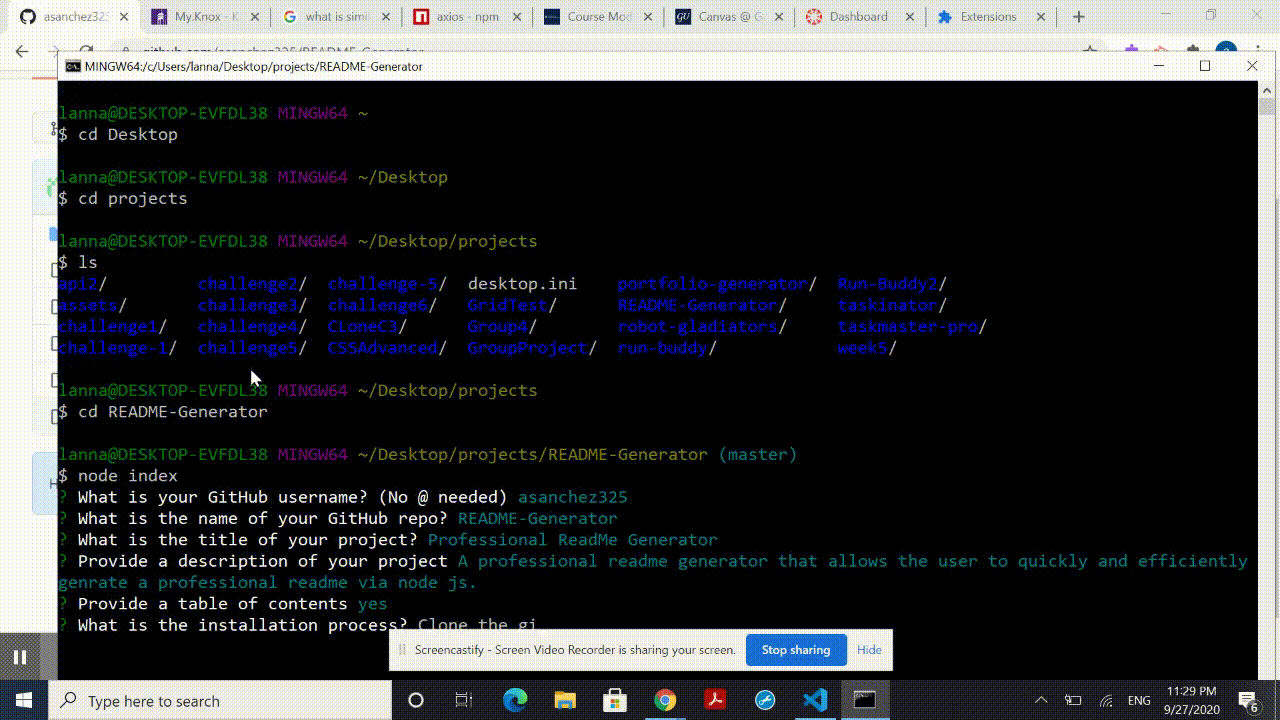 asanchez325
My.Knox - K
what is simil
axios - npm
Course Mod
Canvas @ G
Dashboard
Extensions
github.com/asanchez325/README-Generator
MINGW64:/c/Users/lanna/Desktop/projects/README-Generator
lanna@DESKTOP-EVFDL38 MINGW64 ~
$ cd Desktop
lanna@DESKTOP-EVFDL38 MINGW64 ~/Desktop
$ cd projects
lanna@DESKTOP-EVFDL38 MINGW64 ~/Desktop/projects
$ ls
api2/ challenge2/ challenge-5/ desktop.ini portfolio-generator/ Run-Buddy2/
assets/ challenge3/ challenge6/ GridTest/ README-Generator/ taskinator/
challenge1/ challenge4/ CLoneC3/ Group4/ robot-gladiators/ taskmaster-pro/
challenge-1/ challenge5/ CSSAdvanced/ GroupProject/ run-buddy/ week5/
lanna@DESKTOP-EVFDL38 MINGW64 ~/Desktop/projects
$ cd README-Generator
lanna@DESKTOP-EVFDL38 MINGW64 ~/Desktop/projects/README-Generator (master)
$ node index
? What is your GitHub username? (No @ needed) asanchez325
? What is the name of your GitHub repo? README-Generator
? What is the title of your project? Professional ReadMe Generator
? Provide a description of your project A professional readme generator that allows the user to quickly and efficiently
genrate a professional readme via node js.
? Provide a table of contents yes
? What is the installation process? Clone the gi
Screencastify - Screen Video Recorder is sharing your screen.
Stop sharing
Hide
Type here to search
ENG
11:29 PM
9/27/2020
6